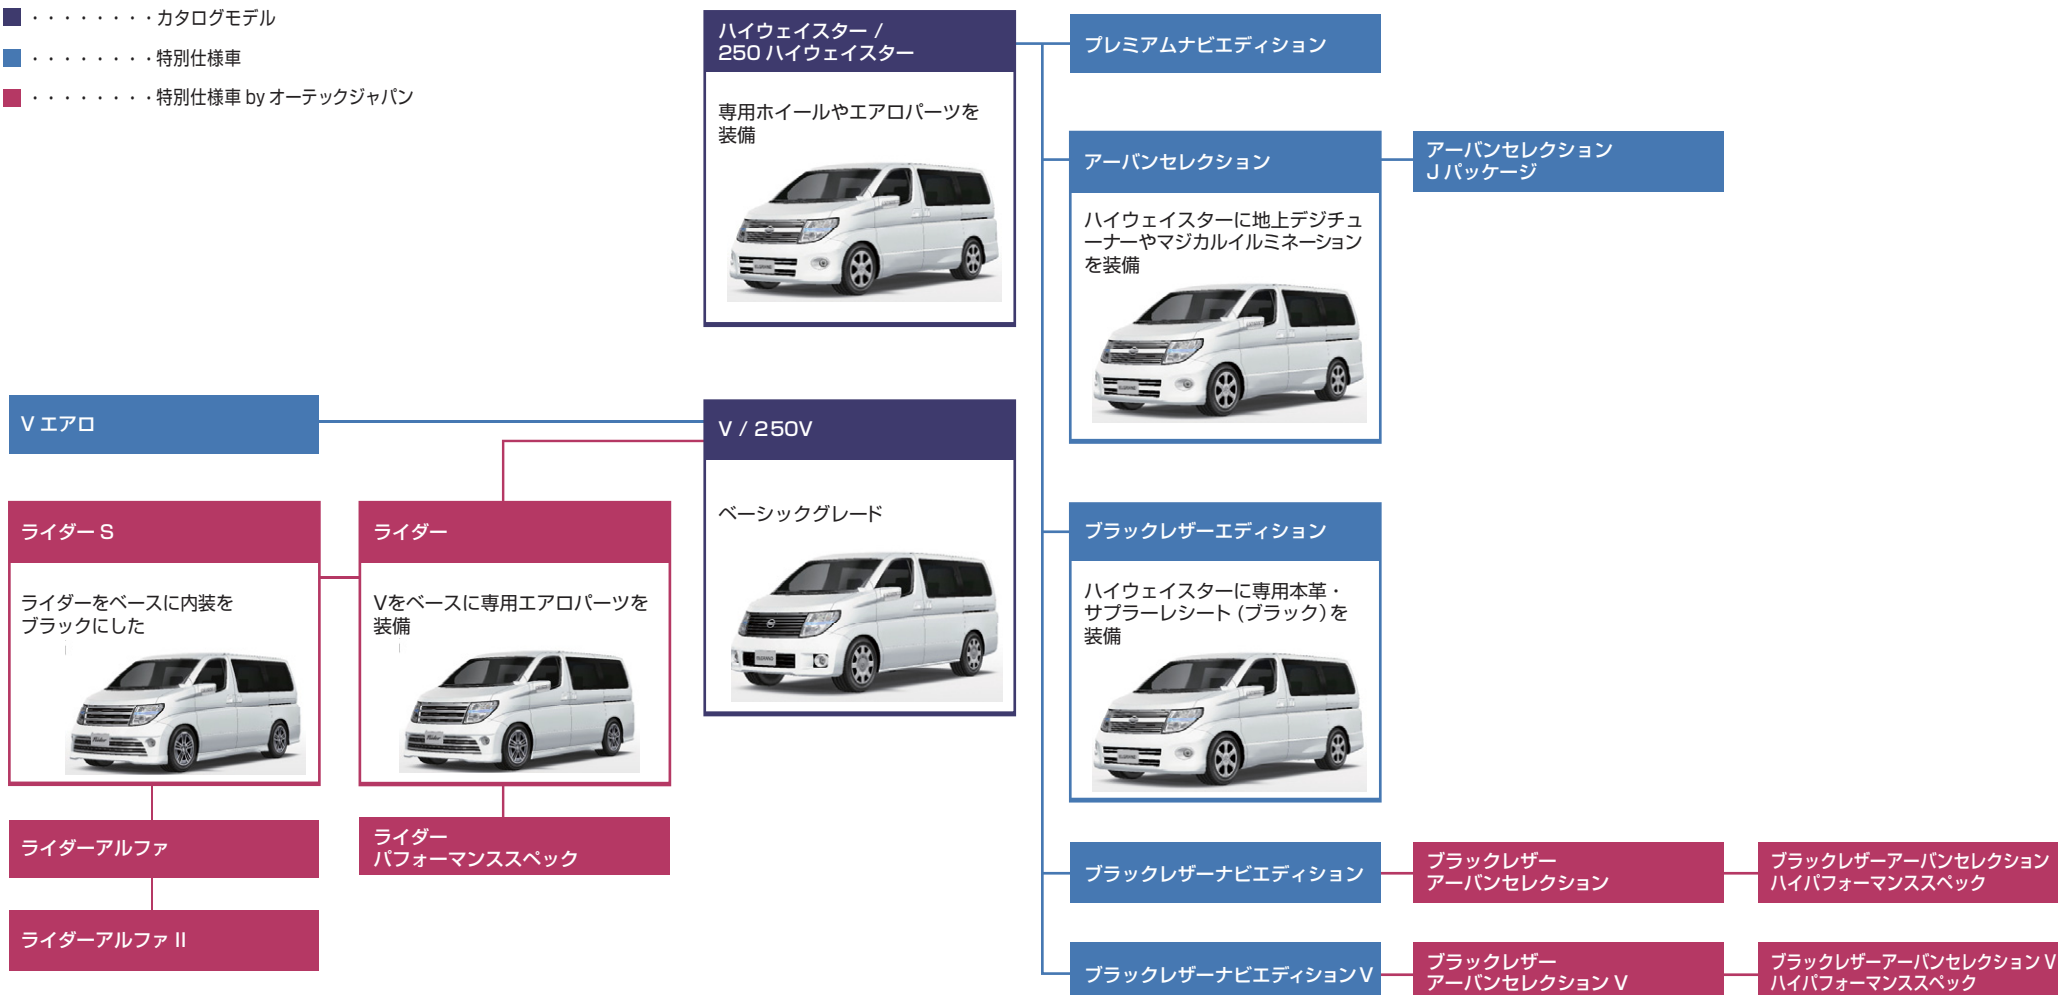 ・・・・・・・・カタログモデル
・・・・・・・・特別仕様車
・・・・・・・・特別仕様車 by オーテックジャパン
ハイウェイスター /
250 ハイウェイスター
専用ホイールやエアロパーツを
装備
プレミアムナビエディション
アーバンセレクション
ハイウェイスターに地上デジチュ
ーナーやマジカルイルミネーション
を装備
アーバンセレクション
J パッケージ
V エアロ
V / 250V
ベーシックグレード
ライダー S
ライダーをベースに内装を
ブラックにした
Rider
ライダー
Vをベースに専用エアロパーツを
装備
Rider
ブラックレザーエディション
ハイウェイスターに専用本革・
サプラーレシート (ブラック)を
装備
ライダーアルファ
ライダー
パフォーマンススペック
ライダーアルファ II
ブラックレザーナビエディション
ブラックレザー
アーバンセレクション
ブラックレザーアーバンセレクション
ハイパフォーマンススペック
ブラックレザーナビエディションV
ブラックレザー
アーバンセレクション V
ブラックレザーアーバンセレクション V
ハイパフォーマンススペック